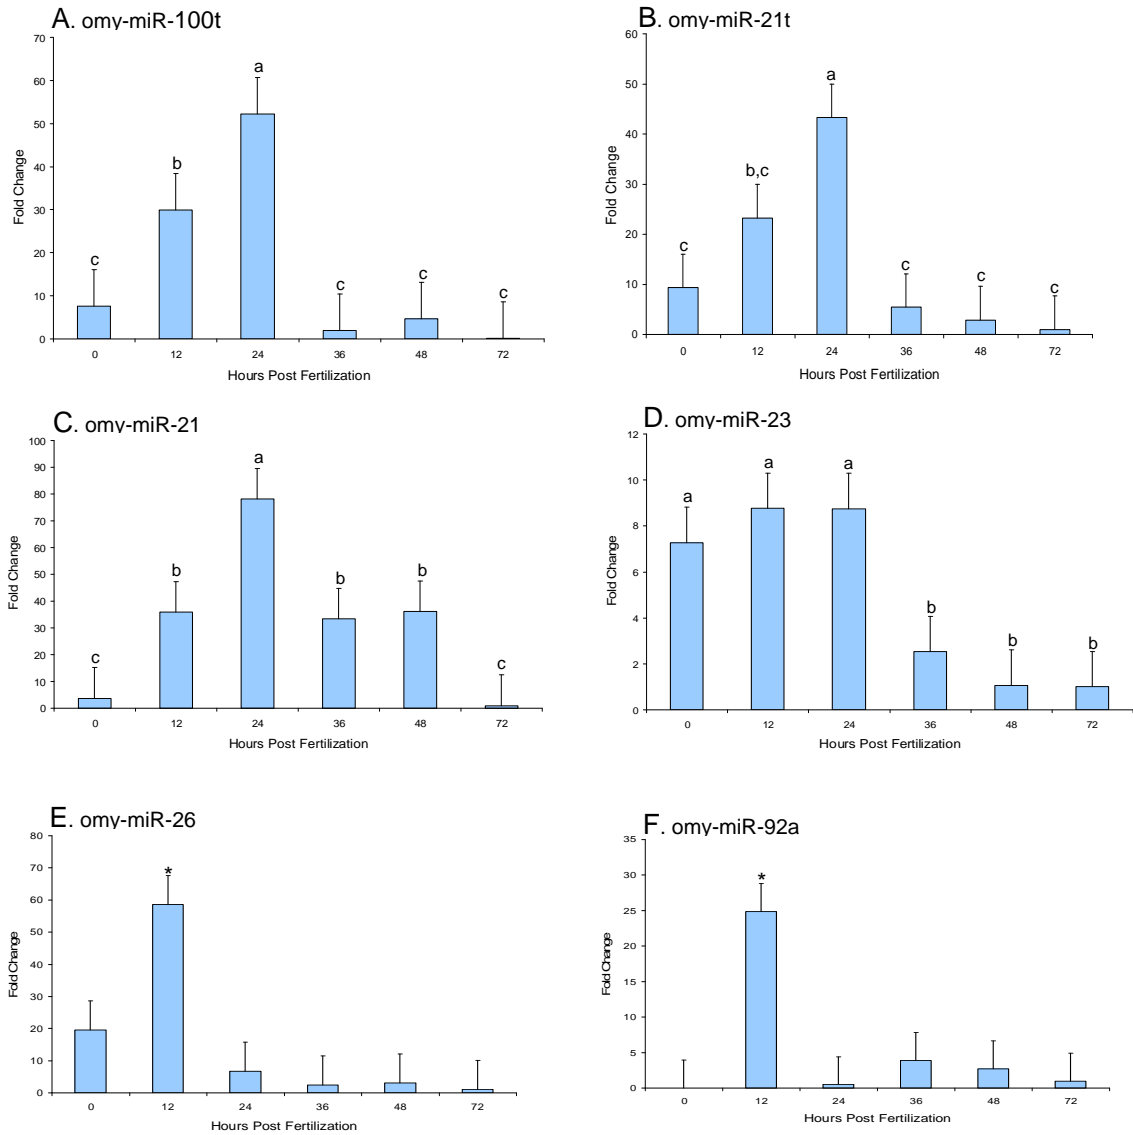 A. omy-miR-100t
70
60
50
40
30
20
10
0
Fold Change
c
b
a
c
c
c
0 12 24 36 48 72
Hours Post Fertilization
B. omy-miR-21t
60
50
40
30
20
10
0
Fold Change
c
b,c
a
c
c
c
0 12 24 36 48 72
Hours Post Fertilization
C. omy-miR-21
100
90
80
70
60
50
40
30
20
10
0
Fold Change
c
b
a
b
b
c
0 12 24 36 48 72
Hours Post Fertilization
D. omy-miR-23
12
10
8
6
4
2
0
Fold Change
a
a
a
b
b
b
0 12 24 36 48 72
Hours Post Fertilization
E. omy-miR-26
80
70
60
50
40
30
20
10
0
Fold Change
*
0 12 24 36 48 72
Hours Post Fertilization
F. omy-miR-92a
35
30
25
20
15
10
5
0
Fold Change
*
0 12 24 36 48 72
Hours Post Fertilization